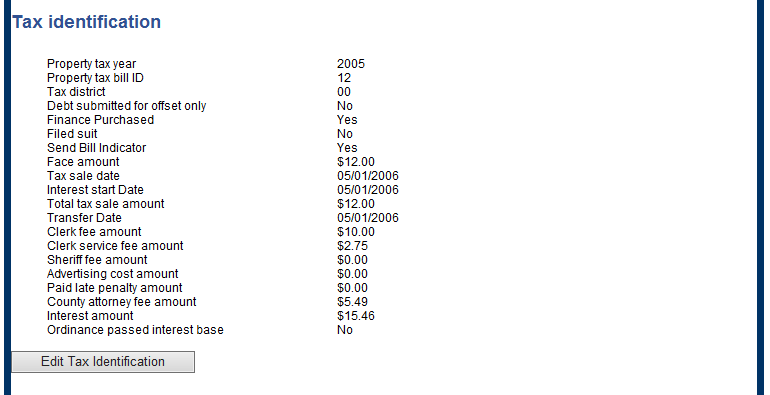 Tax identification
Property tax year 2005
Property tax bill ID 12
Tax district 00
Debt submitted for offset only No
Finance Purchased Yes
Filed suit No
Send Bill Indicator Yes
Face amount $12.00
Tax sale date 05/01/2006
Interest start Date 05/01/2006
Total tax sale amount $12.00
Transfer Date 05/01/2006
Clerk fee amount $10.00
Clerk service fee amount $2.75
Sheriff fee amount $0.00
Advertising cost amount $0.00
Paid late penalty amount $0.00
County attorney fee amount $5.49
Interest amount $15.46
Ordinance passed interest base No
Edit Tax Identification